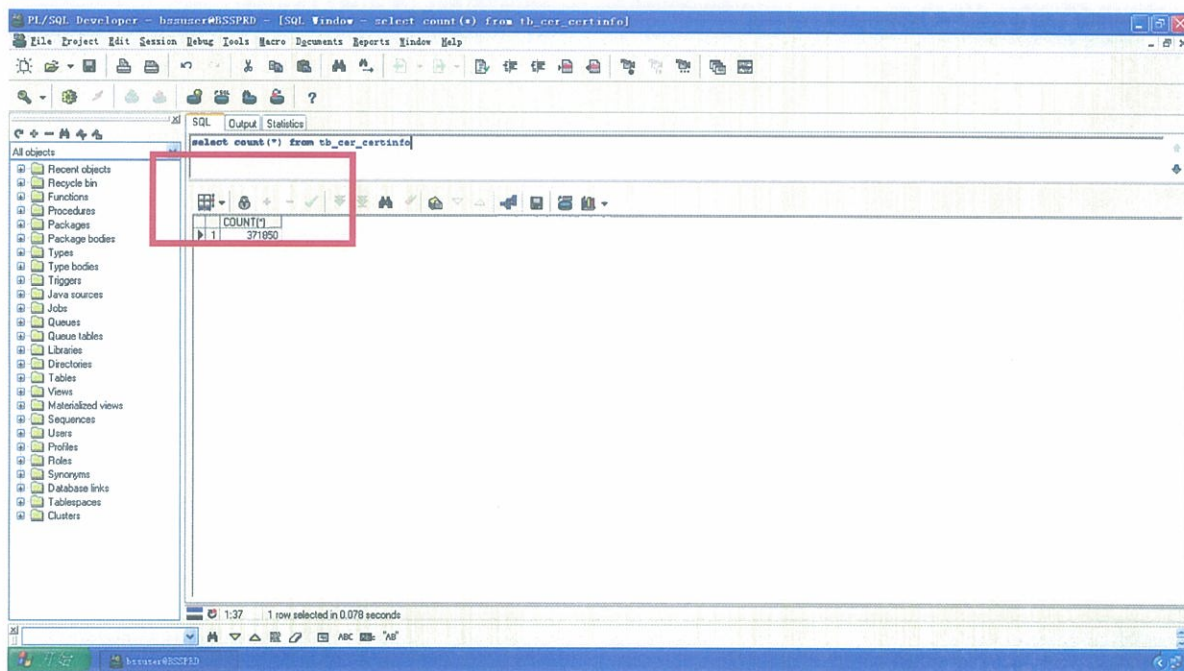 PL/SQL Developer - bssuser@BSSPRD - [SQL Window - select count(*) from tb_cer_certinfo]
File Project Edit Session Debug Tools Macro Documents Reports Window Help
SQL Output Statistics
select count(*) from tb_cer_certinfo
All objects
Recent objects
Recycle bin
Functions
Procedures
Packages
Package bodies
Types
Type bodies
Triggers
Java sources
Jobs
Queues
Queue tables
Libraries
Directories
Tables
Views
Materialized views
Sequences
Users
Profiles
Roles
Synonyms
Database links
Tablespaces
Clusters
COUNT(*)
1 371850
1:37 1 row selected in 0.078 seconds
ABC "AB"
开始 bssuser@BSSPRD